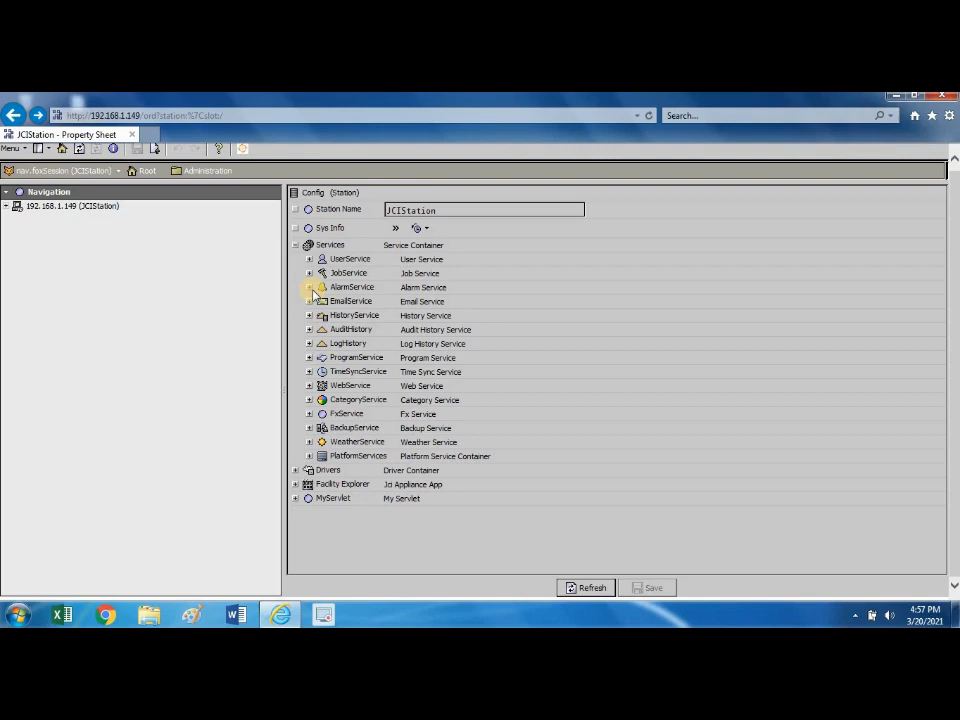 http://192.168.1.149/ord?station:%7Cslot:/
Search...
JCIStation - Property Sheet
Menu
nav.foxSession (JCIStation)
Root
Administration
Navigation
192.168.1.149 (JCIStation)
Config (Station)
Station Name JCIStation
Sys Info
Services Service Container
UserService User Service
JobService Job Service
AlarmService Alarm Service
EmailService Email Service
HistoryService History Service
AuditHistory Audit History Service
LogHistory Log History Service
ProgramService Program Service
TimeSyncService Time Sync Service
WebService Web Service
CategoryService Category Service
FxService Fx Service
BackupService Backup Service
WeatherService Weather Service
PlatformServices Platform Service Container
Drivers Driver Container
Facility Explorer Jci Appliance App
MyServlet My Servlet
Refresh Save
4:57 PM
3/20/2021